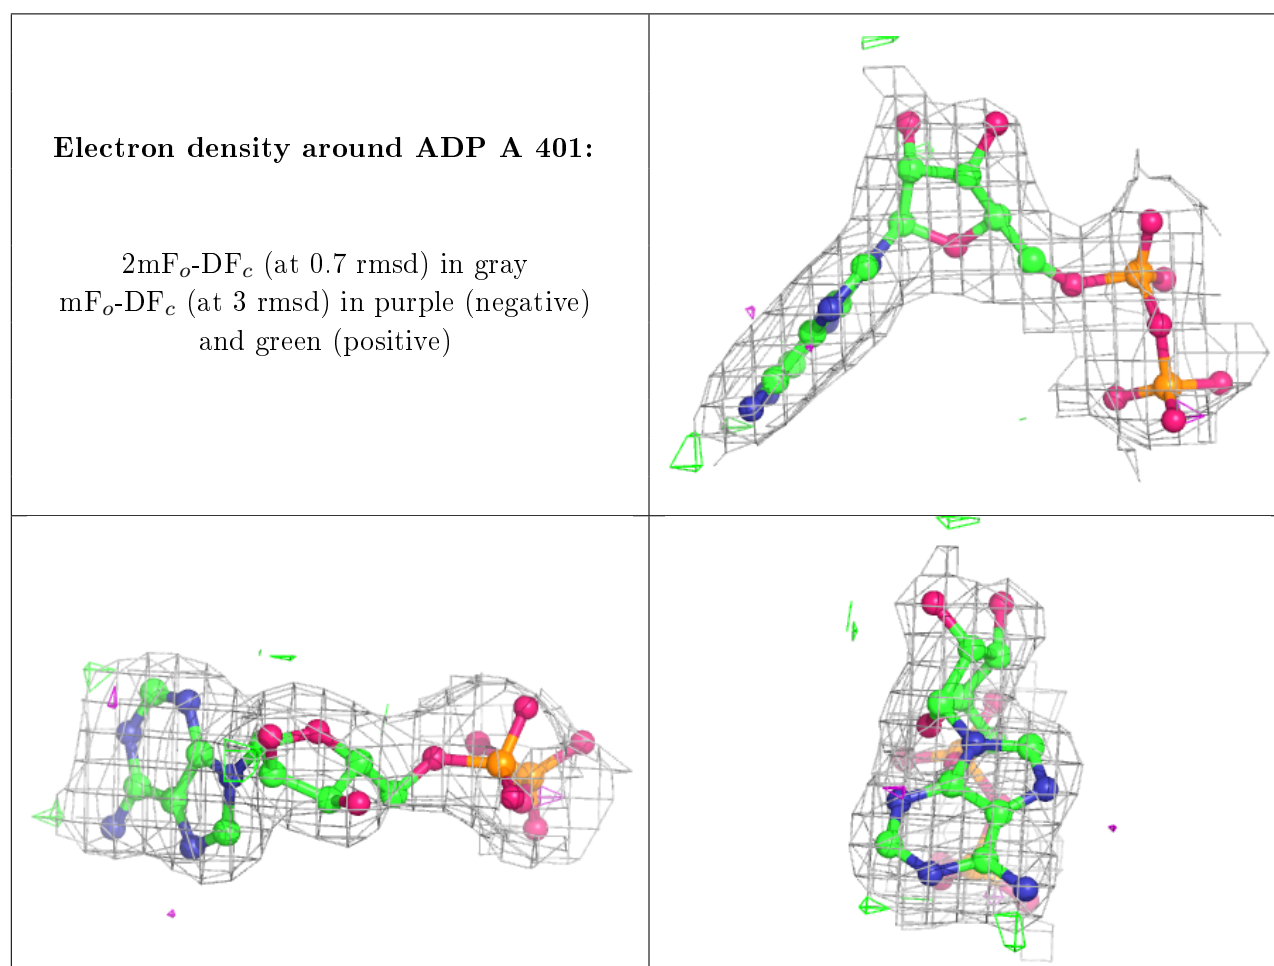 Electron density around ADP A 401:
2mFo-DFc (at 0.7 rmsd) in gray
mFo-DFc (at 3 rmsd) in purple (negative)
and green (positive)